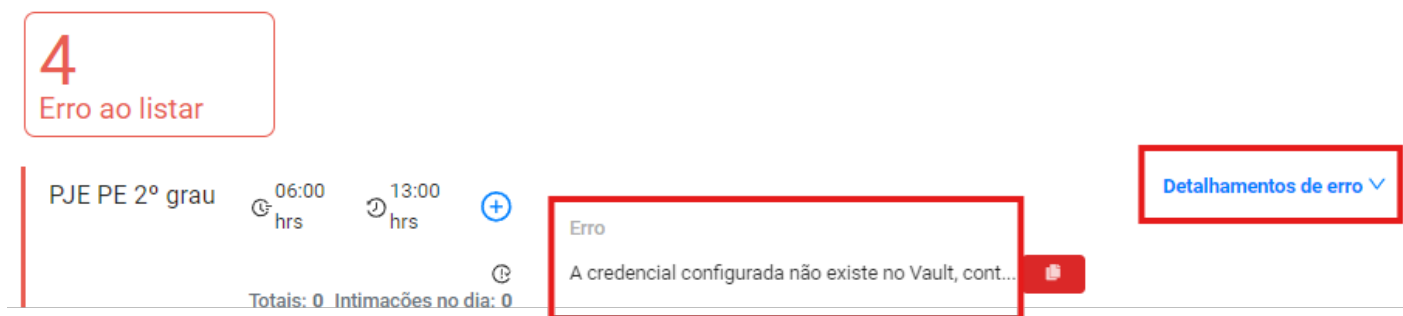 4
Erro ao listar
PJE PE 2º grau
06:00
hrs
13:00
hrs
Detalhamentos de erro
Erro
A credencial configurada não existe no Vault, cont...
Totais: 0 Intimações no dia: 0